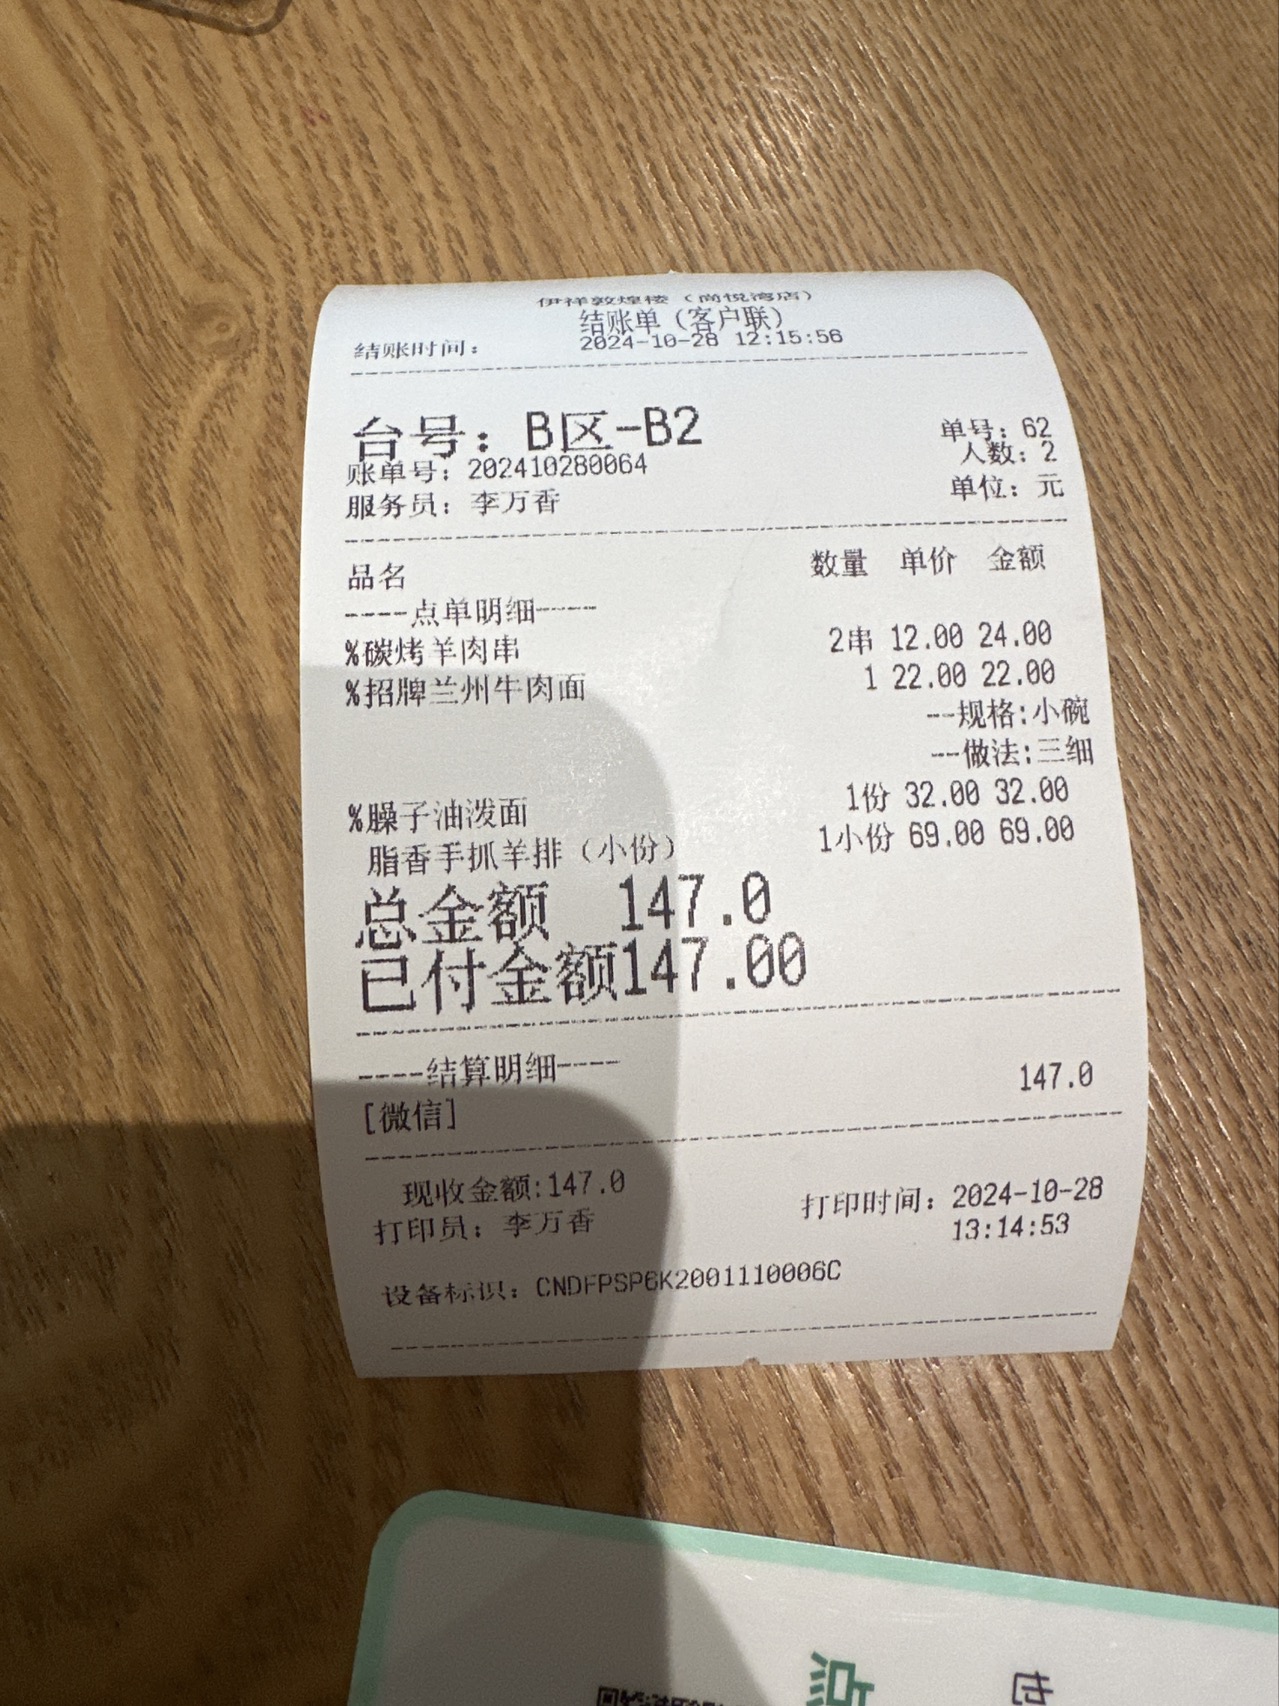 伊祥敦煌楼（尚悦湾店）
结账单（客户联）
结账时间： 2024-10-28 12:15:56
台号：B区-B2 单号：62
账单号：202410280064 人数：2
服务员：李万香 单位：元
品名 数量 单价 金额
----点单明细----
%碳烤羊肉串 2串 12.00 24.00
%招牌兰州牛肉面 1 22.00 22.00
--规格:小碗
--做法:三细
%臊子油泼面 1份 32.00 32.00
脂香手抓羊排（小份） 1小份 69.00 69.00
总金额 147.0
已付金额147.00
----结算明细----
[微信] 147.0
现收金额:147.0
打印员：李万香 打印时间：2024-10-28
13:14:53
设备标识：CNDFPSP6K2001110006C
点